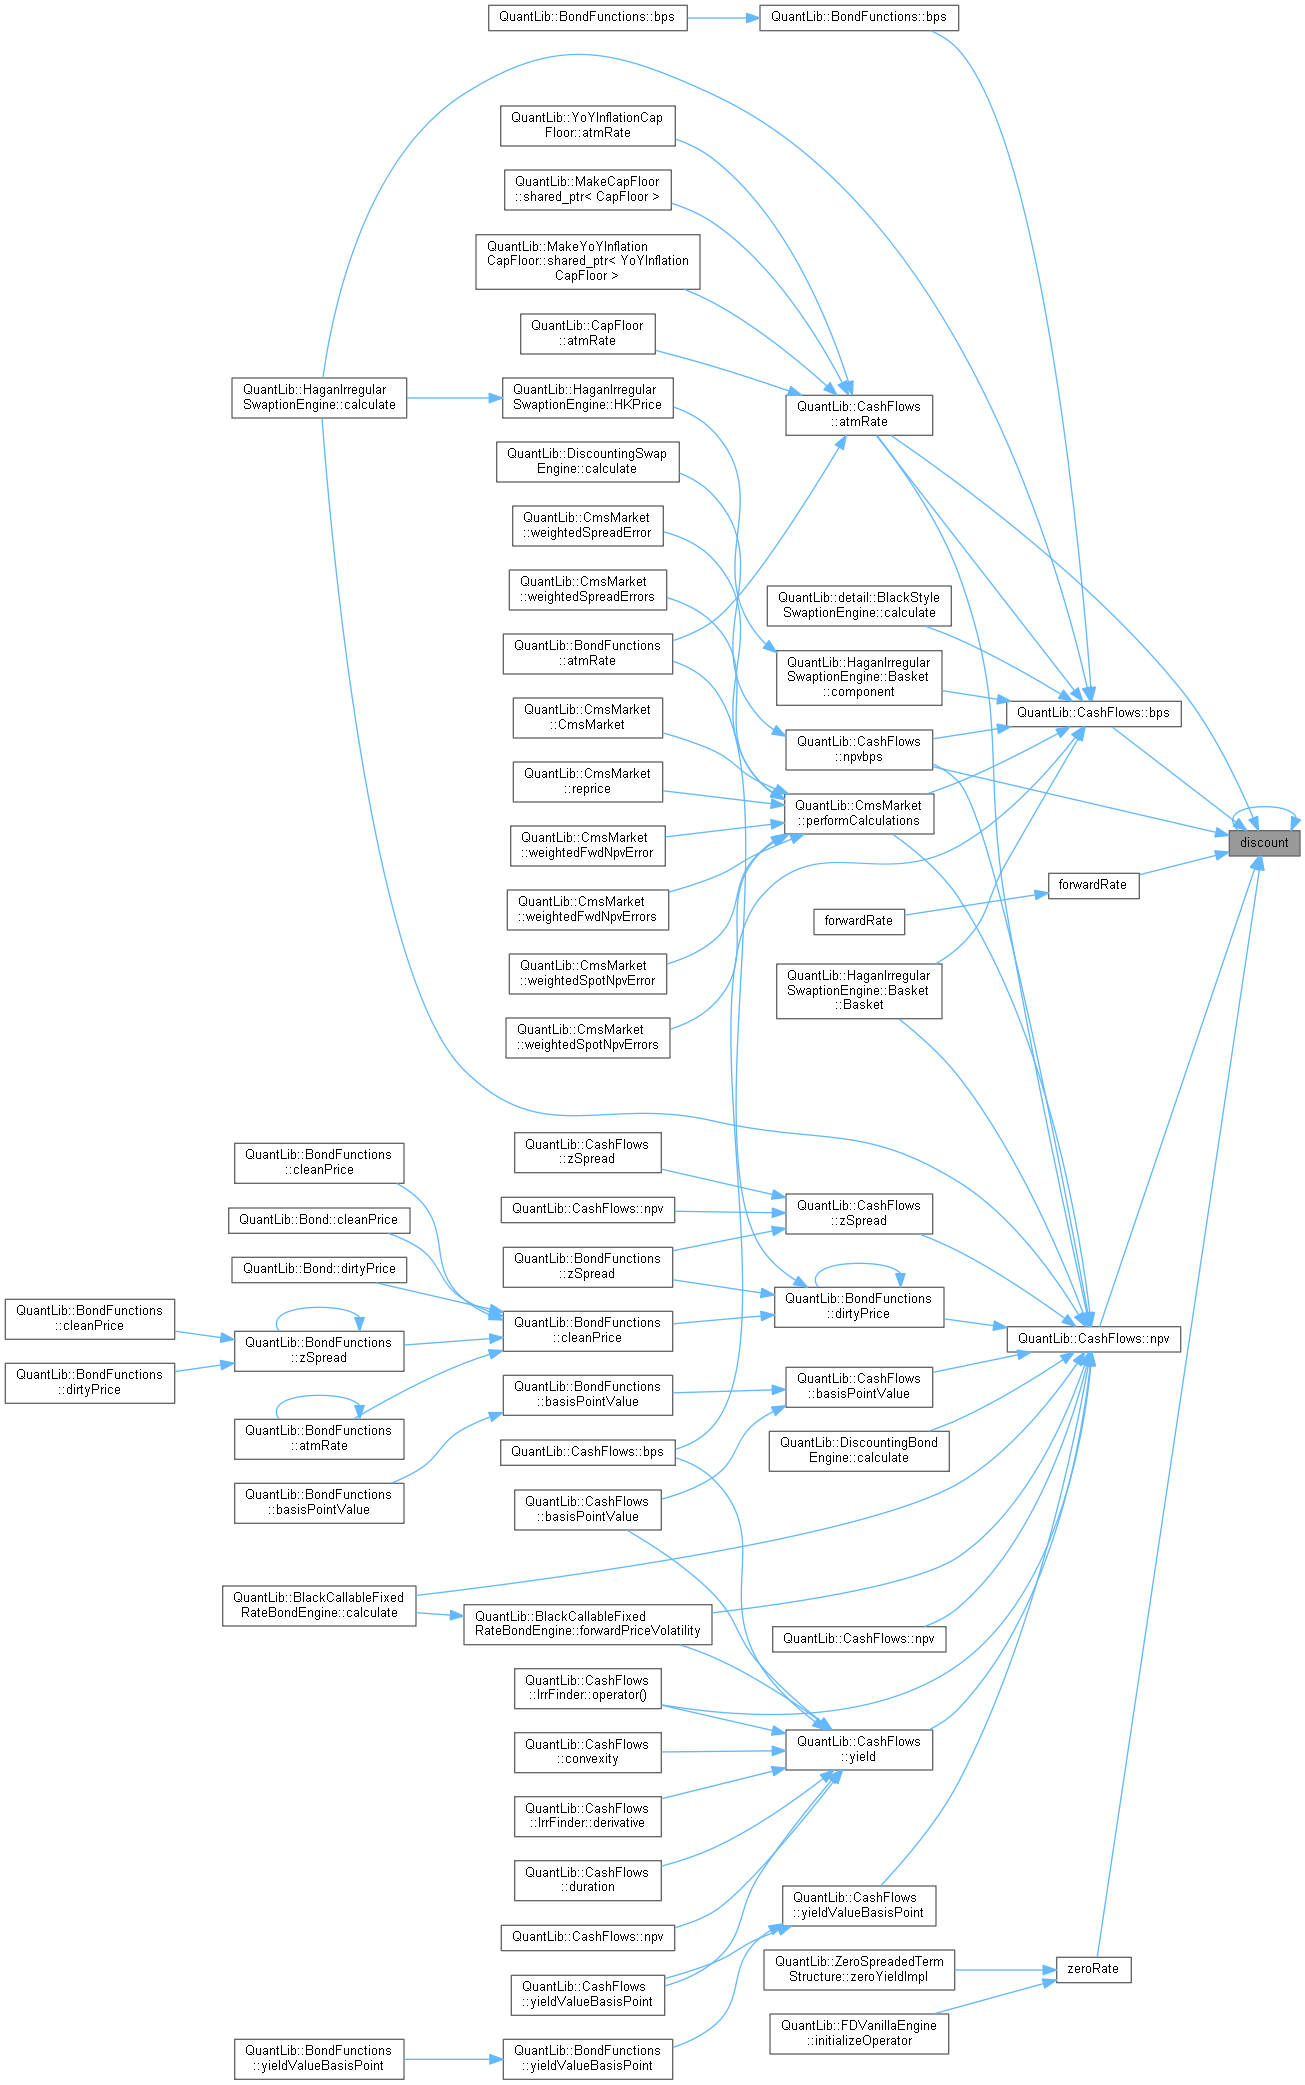 QuantLib::BondFunctions::bps
QuantLib::BondFunctions::bps
QuantLib::YoYInflationCap
Floor::atmRate
QuantLib::MakeCapFloor
::shared_ptr< CapFloor >
QuantLib::MakeYoYInflation
CapFloor::shared_ptr< YoYInflation
CapFloor >
QuantLib::CapFloor
::atmRate
QuantLib::HaganIrregular
SwaptionEngine::calculate
QuantLib::HaganIrregular
SwaptionEngine::HKPrice
QuantLib::CashFlows
::atmRate
QuantLib::DiscountingSwap
Engine::calculate
QuantLib::CmsMarket
::weightedSpreadError
QuantLib::CmsMarket
::weightedSpreadErrors
QuantLib::detail::BlackStyle
SwaptionEngine::calculate
QuantLib::BondFunctions
::atmRate
QuantLib::HaganIrregular
SwaptionEngine::Basket
::component
QuantLib::CashFlows::bps
QuantLib::CmsMarket
::CmsMarket
QuantLib::CashFlows
::npvbps
QuantLib::CmsMarket
::reprice
QuantLib::CmsMarket
::performCalculations
QuantLib::CmsMarket
::weightedFwdNpvError
discount
forwardRate
QuantLib::CmsMarket
::weightedFwdNpvErrors
forwardRate
QuantLib::CmsMarket
::weightedSpotNpvError
QuantLib::HaganIrregular
SwaptionEngine::Basket
::Basket
QuantLib::CmsMarket
::weightedSpotNpvErrors
QuantLib::BondFunctions
::cleanPrice
QuantLib::CashFlows
::zSpread
QuantLib::Bond::cleanPrice
QuantLib::CashFlows::npv
QuantLib::CashFlows
::zSpread
QuantLib::Bond::dirtyPrice
QuantLib::BondFunctions
::zSpread
QuantLib::BondFunctions
::dirtyPrice
QuantLib::BondFunctions
::cleanPrice
QuantLib::BondFunctions
::zSpread
QuantLib::BondFunctions
::cleanPrice
QuantLib::CashFlows::npv
QuantLib::BondFunctions
::dirtyPrice
QuantLib::BondFunctions
::basisPointValue
QuantLib::CashFlows
::basisPointValue
QuantLib::BondFunctions
::atmRate
QuantLib::CashFlows::bps
QuantLib::DiscountingBond
Engine::calculate
QuantLib::BondFunctions
::basisPointValue
QuantLib::CashFlows
::basisPointValue
QuantLib::BlackCallableFixed
RateBondEngine::calculate
QuantLib::BlackCallableFixed
RateBondEngine::forwardPriceVolatility
QuantLib::CashFlows::npv
QuantLib::CashFlows
::IrrFinder::operator()
QuantLib::CashFlows
::convexity
QuantLib::CashFlows
::yield
QuantLib::CashFlows
::IrrFinder::derivative
QuantLib::CashFlows
::duration
QuantLib::CashFlows
::yieldValueBasisPoint
QuantLib::CashFlows::npv
QuantLib::ZeroSpreadedTerm
Structure::zeroYieldImpl
zeroRate
QuantLib::CashFlows
::yieldValueBasisPoint
QuantLib::FDVanillaEngine
::initializeOperator
QuantLib::BondFunctions
::yieldValueBasisPoint
QuantLib::BondFunctions
::yieldValueBasisPoint